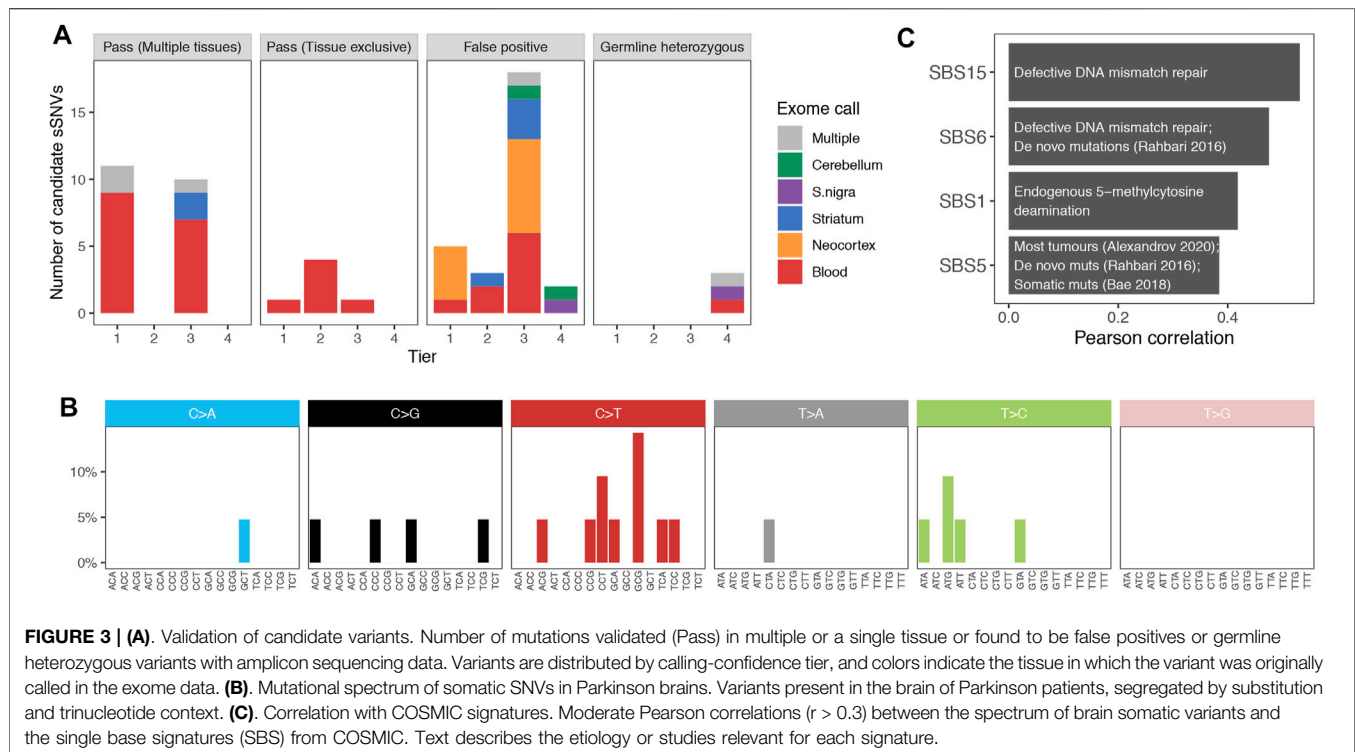 A
Pass (Multiple tissues)
Pass (Tissue exclusive)
False positive
Germline heterozygous
Number of candidate sSNVs
15
10
5
0
1 2 3 4
1 2 3 4
1 2 3 4
1 2 3 4
Tier
Exome call
Multiple
Cerebellum
S.nigra
Striatum
Neocortex
Blood
C
SBS15
Defective DNA mismatch repair
SBS6
Defective DNA mismatch repair;
De novo mutations (Rahbari 2016)
SBS1
Endogenous 5−methylcytosine
deamination
SBS5
Most tumours (Alexandrov 2020);
De novo muts (Rahbari 2016);
Somatic muts (Bae 2018)
0.0 0.2 0.4
Pearson correlation
B
C>A
C>G
C>T
T>A
T>C
T>G
10%
5%
0%
ACA ACC ACG ACT CCA CCC CCG CCT GCA GCC GCG GCT TCA TCC TCG TCT
ACA ACC ACG ACT CCA CCC CCG CCT GCA GCC GCG GCT TCA TCC TCG TCT
ACA ACC ACG ACT CCA CCC CCG CCT GCA GCC GCG GCT TCA TCC TCG TCT
ATA ATC ATG ATT CTA CTC CTG CTT GTA GTC GTG GTT TTA TTC TTG TTT
ATA ATC ATG ATT CTA CTC CTG CTT GTA GTC GTG GTT TTA TTC TTG TTT
ATA ATC ATG ATT CTA CTC CTG CTT GTA GTC GTG GTT TTA TTC TTG TTT
FIGURE 3 | (A). Validation of candidate variants. Number of mutations validated (Pass) in multiple or a single tissue or found to be false positives or germline
heterozygous variants with amplicon sequencing data. Variants are distributed by calling-confidence tier, and colors indicate the tissue in which the variant was originally
called in the exome data. (B). Mutational spectrum of somatic SNVs in Parkinson brains. Variants present in the brain of Parkinson patients, segregated by substitution
and trinucleotide context. (C). Correlation with COSMIC signatures. Moderate Pearson correlations (r > 0.3) between the spectrum of brain somatic variants and
the single base signatures (SBS) from COSMIC. Text describes the etiology or studies relevant for each signature.